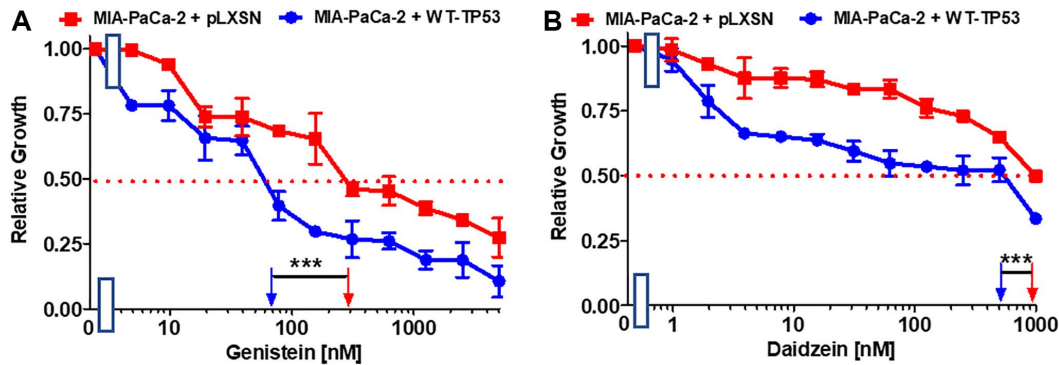 A
MIA-PaCa-2 + pLXSN
MIA-PaCa-2 + WT-TP53
Relative Growth
1.00
0.75
0.50
0.25
0.00
***
0
10
100
1000
Genistein [nM]
B
MIA-PaCa-2 + pLXSN
MIA-PaCa-2 + WT-TP53
Relative Growth
1.00
0.75
0.50
0.25
0.00
***
0
1
10
100
1000
Daidzein [nM]